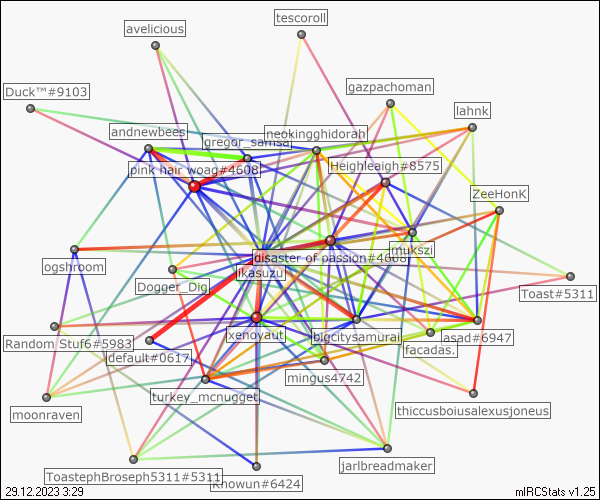 tescoroll
avelicious
gazpachoman
Duck™#9103
lahnk
andnewbees
neokingghidorah
gregor_samsa
Heighleaigh#8575
pink hair woag#4608
ZeeHonK
mukszi
disaster of passion#4603
ogshroom
ikasuzu
Dogger_Dig
Toast#5311
xenoyaut
bigcitysamurai
asad#6947
Random Stuf6#5983
facadas.
default#0617
mingus4742
turkey_mcnugget
moonraven
thiccusboiusalexusjoneus
jarlbreadmaker
ToastephBroseph5311#5311
Khowun#6424
29.12.2023 3:29
mIRCStats v1.25